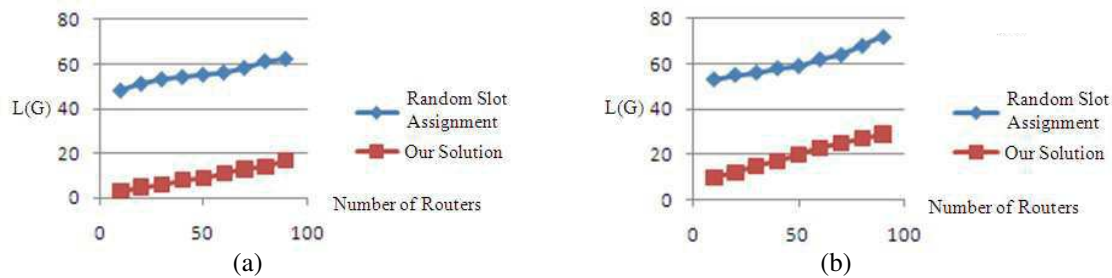 80
60
L(G) 40
20
0
0 50 100
Random Slot
Assignment
Our Solution
Number of Routers
(a)
80
60
L(G) 40
20
0
0 50 100
Random Slot
Assignment
Our Solution
Number of Routers
(b)